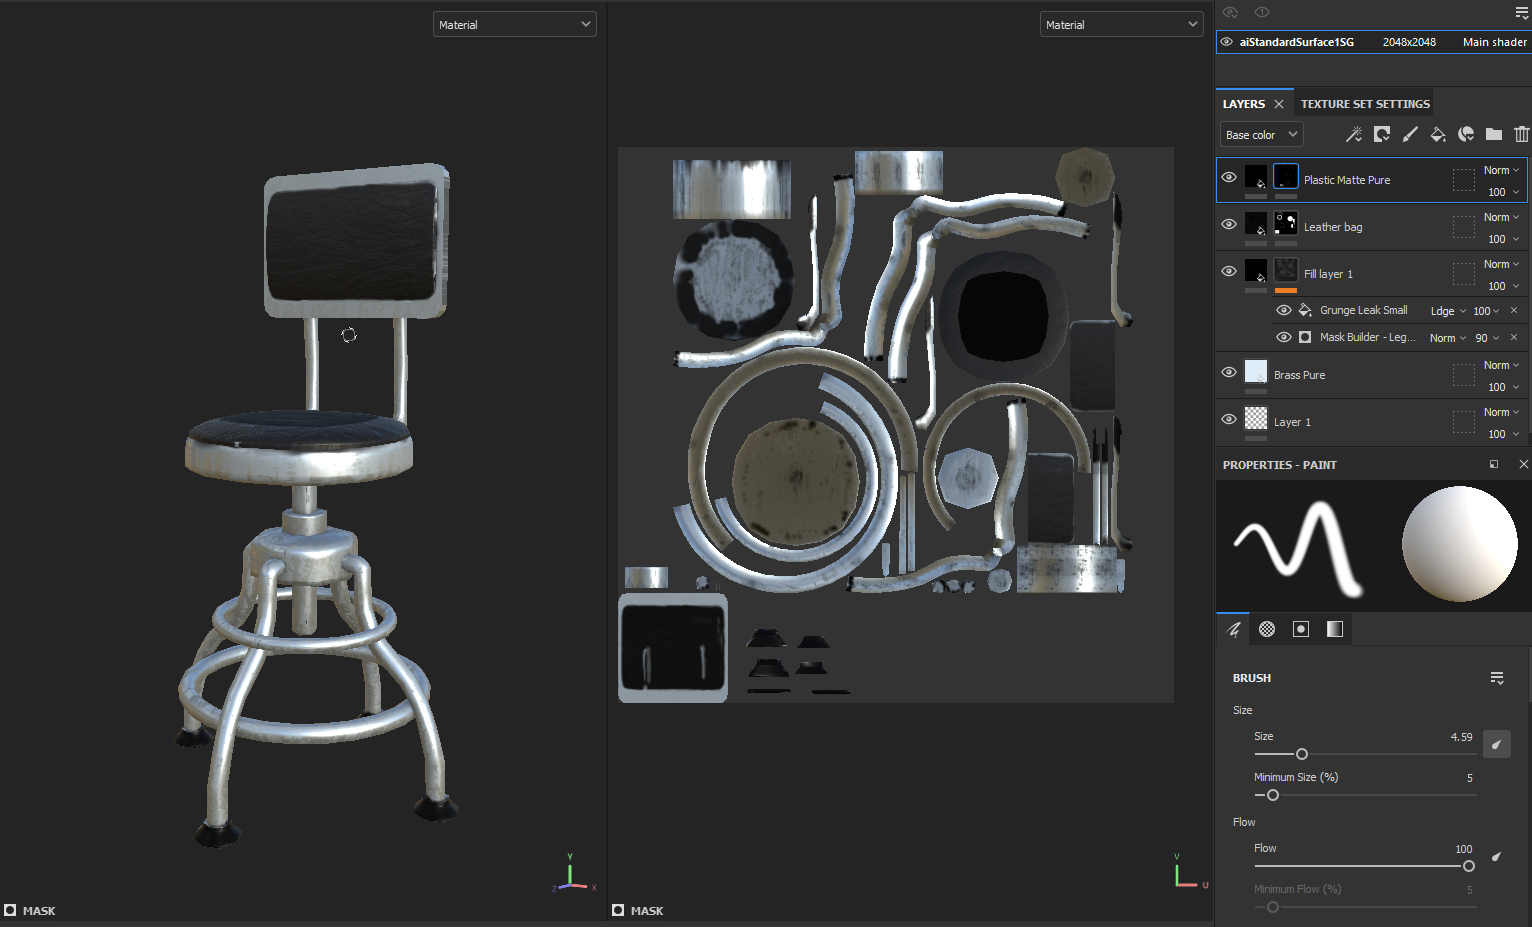 Material
Material
aiStandardSurface1SG 2048x2048 Main shader
LAYERS TEXTURE SET SETTINGS
Base color
Plastic Matte Pure Norm
100
Leather bag Norm
100
Fill layer 1 Norm
100
Grunge Leak Small Ldge 100
Mask Builder - Leg... Norm 90
Brass Pure Norm
100
Layer 1 Norm
100
PROPERTIES - PAINT
BRUSH
Size
Size 4.59
Minimum Size (%) 5
Flow
Flow 100
Minimum Flow (%) 5
Y
Z X
V
U
MASK
MASK